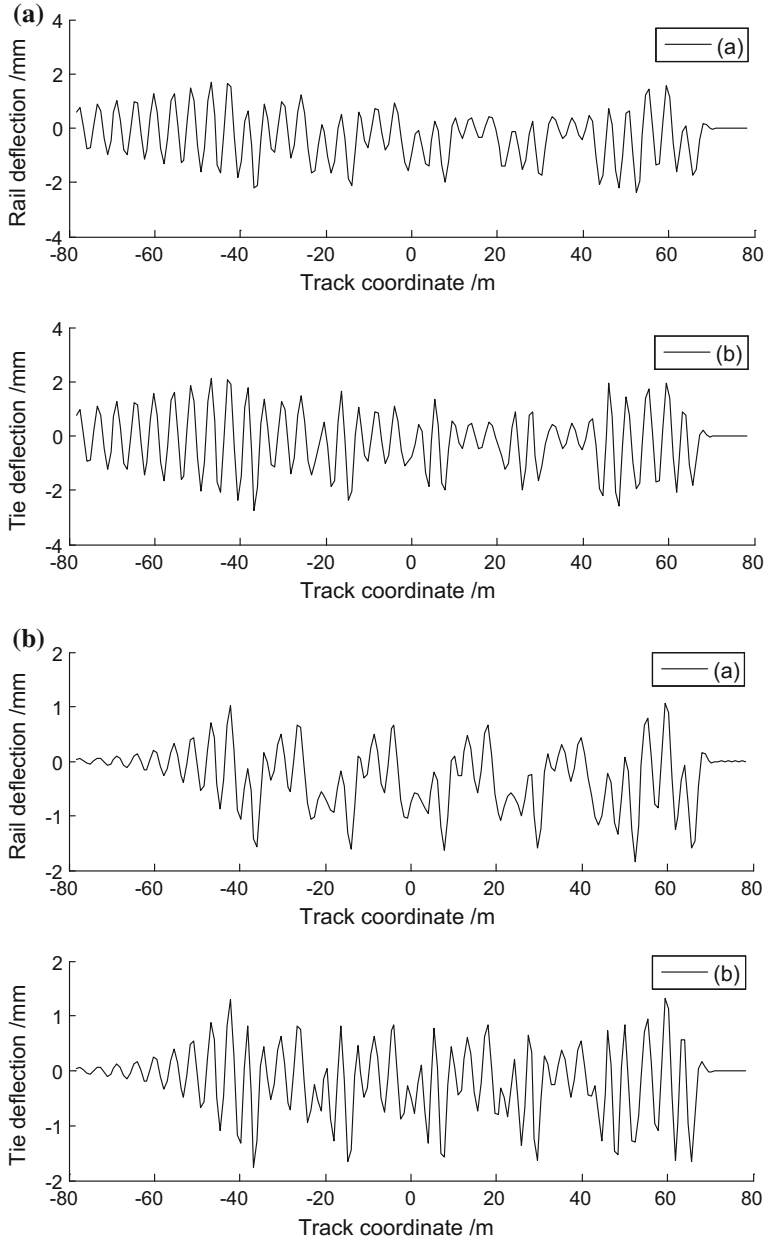 (a)
(a)
4
2
0
-2
-4
Rail deflection /mm
-80 -60 -40 -20 0 20 40 60 80
Track coordinate /m
(b)
4
2
0
-2
-4
Tie deflection /mm
-80 -60 -40 -20 0 20 40 60 80
Track coordinate /m
(b)
(a)
2
1
0
-1
-2
Rail deflection /mm
-80 -60 -40 -20 0 20 40 60 80
Track coordinate /m
(b)
2
1
0
-1
-2
Tie deflection /mm
-80 -60 -40 -20 0 20 40 60 80
Track coordinate /m